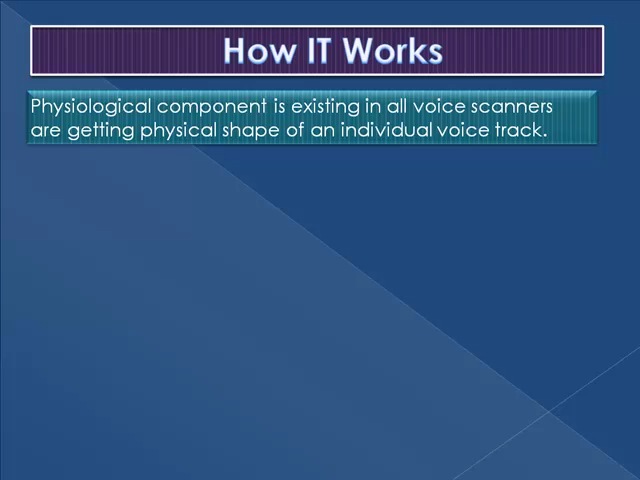 How IT Works
Physiological component is existing in all voice scanners
are getting physical shape of an individual voice track.